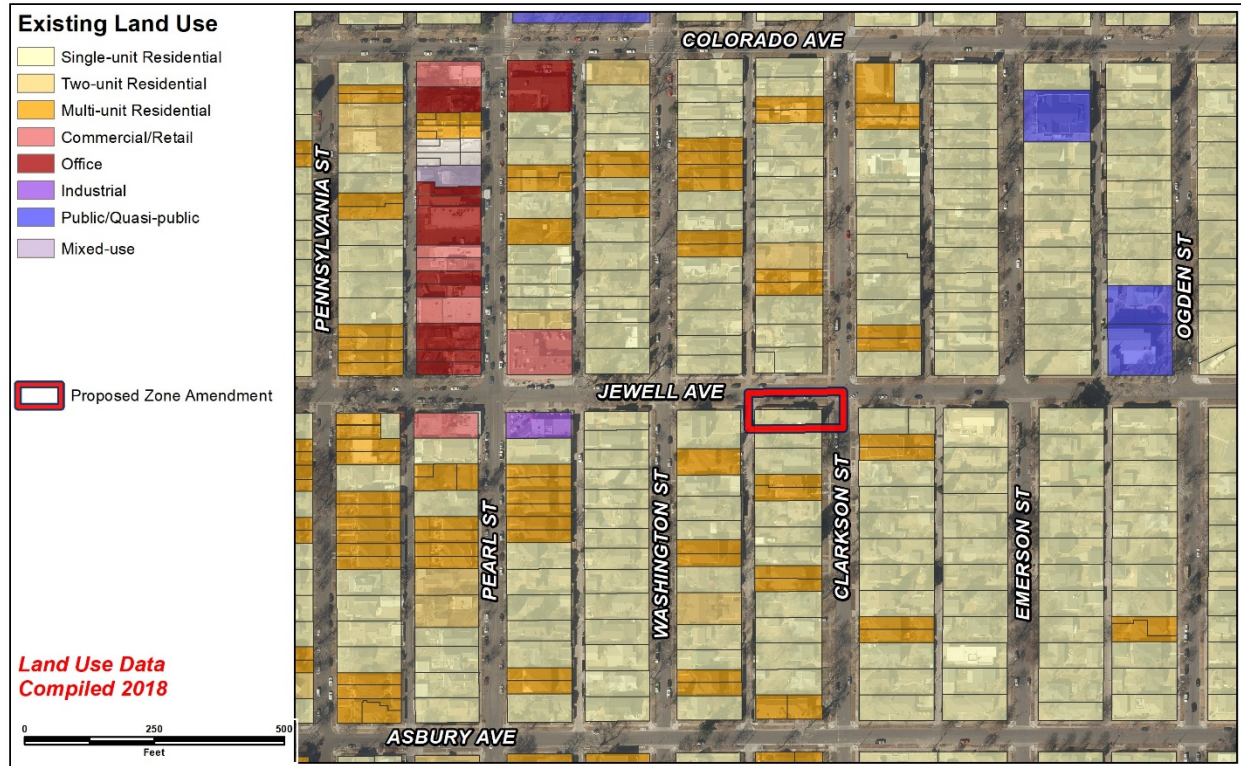 Existing Land Use
Single-unit Residential
Two-unit Residential
Multi-unit Residential
Commercial/Retail
Office
Industrial
Public/Quasi-public
Mixed-use
Proposed Zone Amendment
Land Use Data
Compiled 2018
0 250 500
Feet
COLORADO AVE
PENNSYLVANIA ST
OGDEN ST
JEWELL AVE
PEARL ST
WASHINGTON ST
CLARKSON ST
EMERSON ST
ASBURY AVE